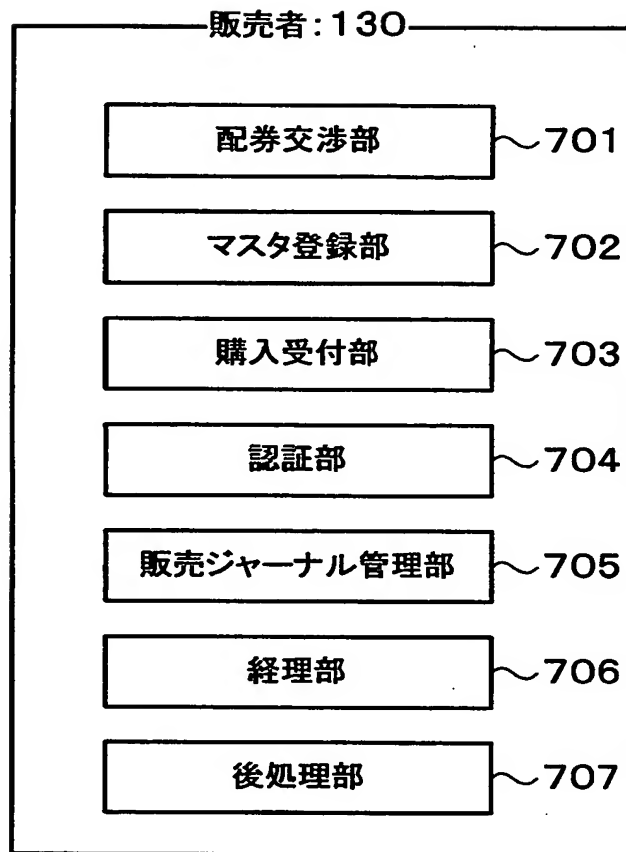 販売者:130
配券交渉部 701
マスタ登録部 702
購入受付部 703
認証部 704
販売ジャーナル管理部 705
経理部 706
後処理部 707